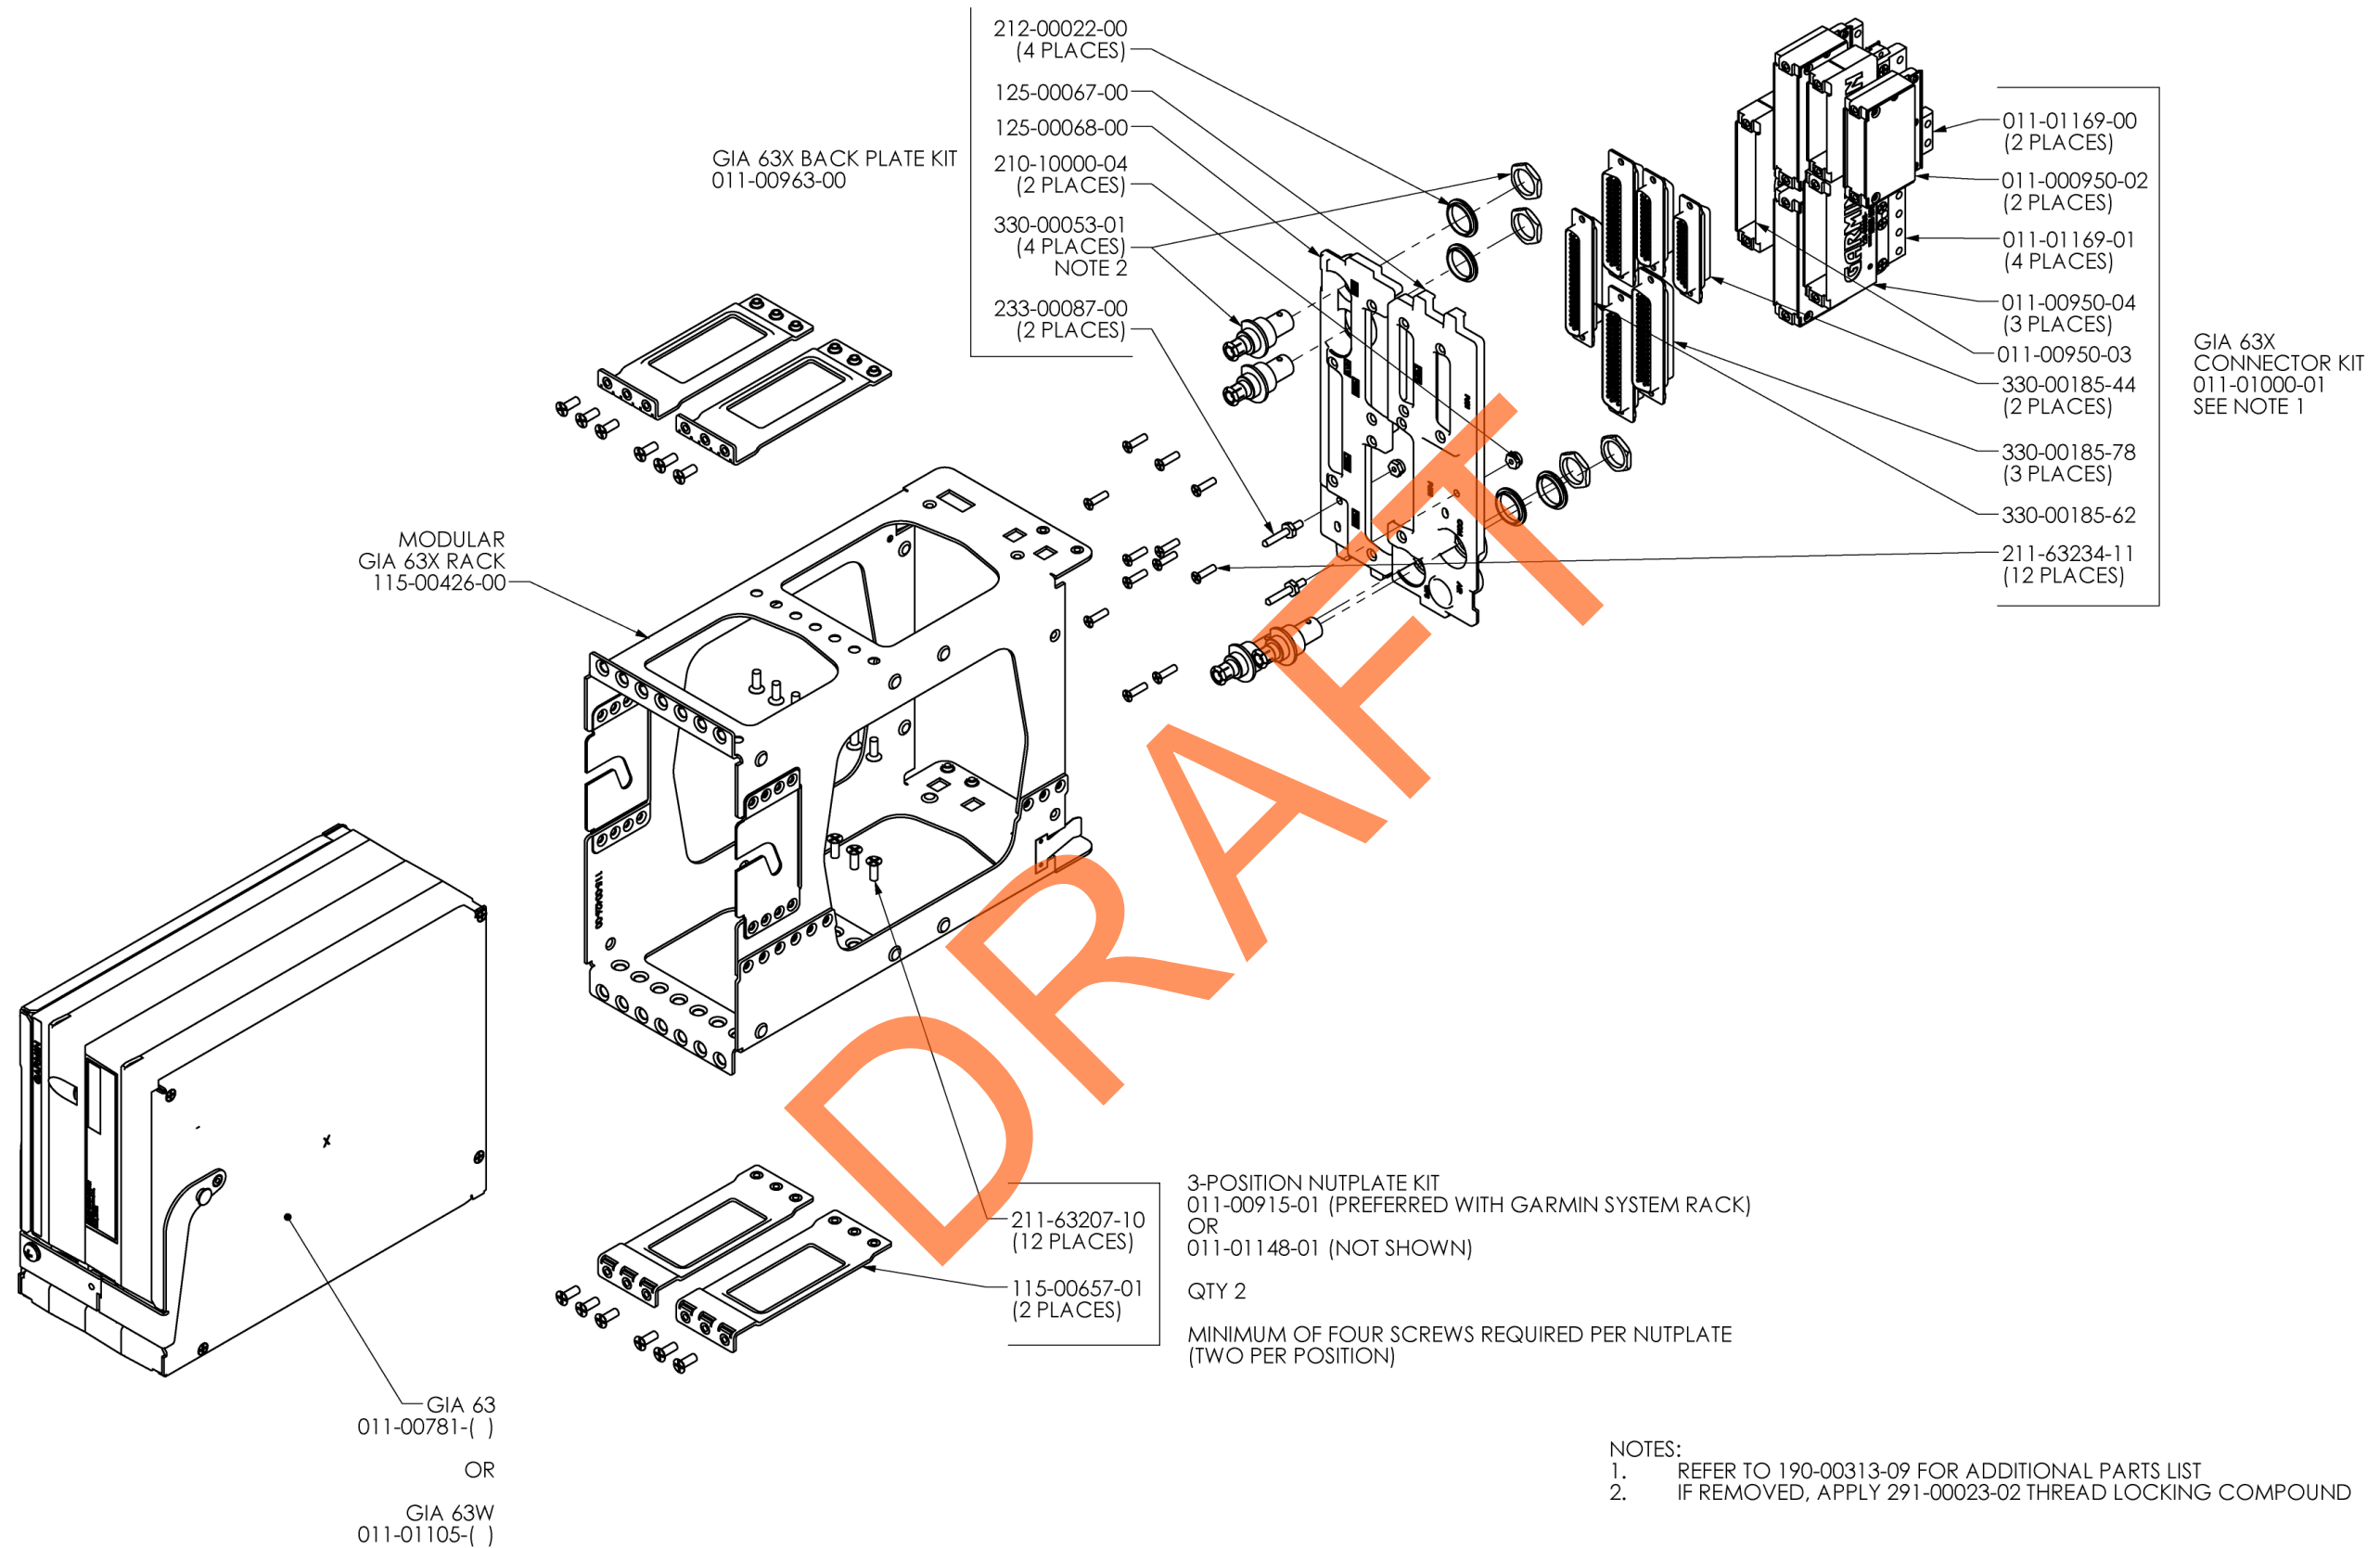 212-00022-00
(4 PLACES)
125-00067-00
125-00068-00
210-10000-04
(2 PLACES)
330-00053-01
(4 PLACES)
NOTE 2
233-00087-00
(2 PLACES)
GIA 63X BACK PLATE KIT
011-00963-00
011-01169-00
(2 PLACES)
011-000950-02
(2 PLACES)
011-01169-01
(4 PLACES)
011-00950-04
(3 PLACES)
011-00950-03
330-00185-44
(2 PLACES)
330-00185-78
(3 PLACES)
330-00185-62
211-63234-11
(12 PLACES)
GIA 63X
CONNECTOR KIT
011-01000-01
SEE NOTE 1
GARMIN
MODULAR
GIA 63X RACK
115-00426-00
DRAFT
211-63207-10
(12 PLACES)
115-00657-01
(2 PLACES)
3-POSITION NUTPLATE KIT
011-00915-01 (PREFERRED WITH GARMIN SYSTEM RACK)
OR
011-01148-01 (NOT SHOWN)
QTY 2
MINIMUM OF FOUR SCREWS REQUIRED PER NUTPLATE
(TWO PER POSITION)
GIA 63
011-00781-( )
OR
GIA 63W
011-01105-( )
NOTES:
1. REFER TO 190-00313-09 FOR ADDITIONAL PARTS LIST
2. IF REMOVED, APPLY 291-00023-02 THREAD LOCKING COMPOUND